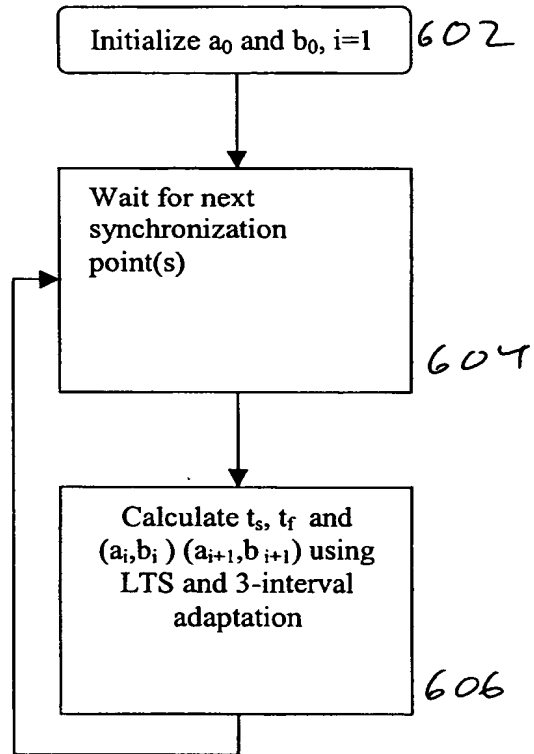 Initialize a₀ and b₀, i=1
602
Wait for next
synchronization
point(s)
604
Calculate tₛ, t_f and
(aᵢ,bᵢ) (aᵢ₊₁,bᵢ₊₁) using
LTS and 3-interval
adaptation
606